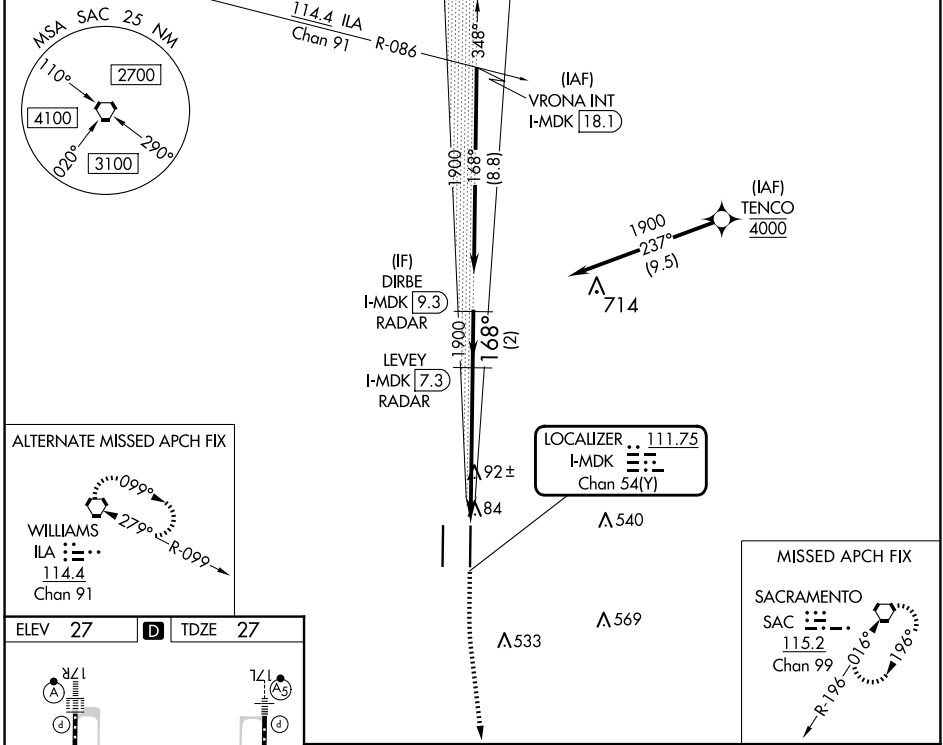 MSA SAC 25 NM
110°
2700
4100
020°
3100
290°
114.4 ILA
Chan 91
R-086
348°
(IAF)
VRONA INT
I-MDK 18.1
1900
168°
(8.8)
(IAF)
TENCO
4000
1900
237°
(9.5)
714
(IF)
DIRBE
I-MDK 9.3
RADAR
1900
168°
(2)
LEVEY
I-MDK 7.3
RADAR
LOCALIZER 111.75
I-MDK
Chan 54(Y)
92±
84
540
569
533
ALTERNATE MISSED APCH FIX
099°
279°
R-099
WILLIAMS
ILA
114.4
Chan 91
MISSED APCH FIX
SACRAMENTO
SAC
115.2
Chan 99
R-196
016°
196°
ELEV 27 D TDZE 27
17R
17L
A
A5
P
P